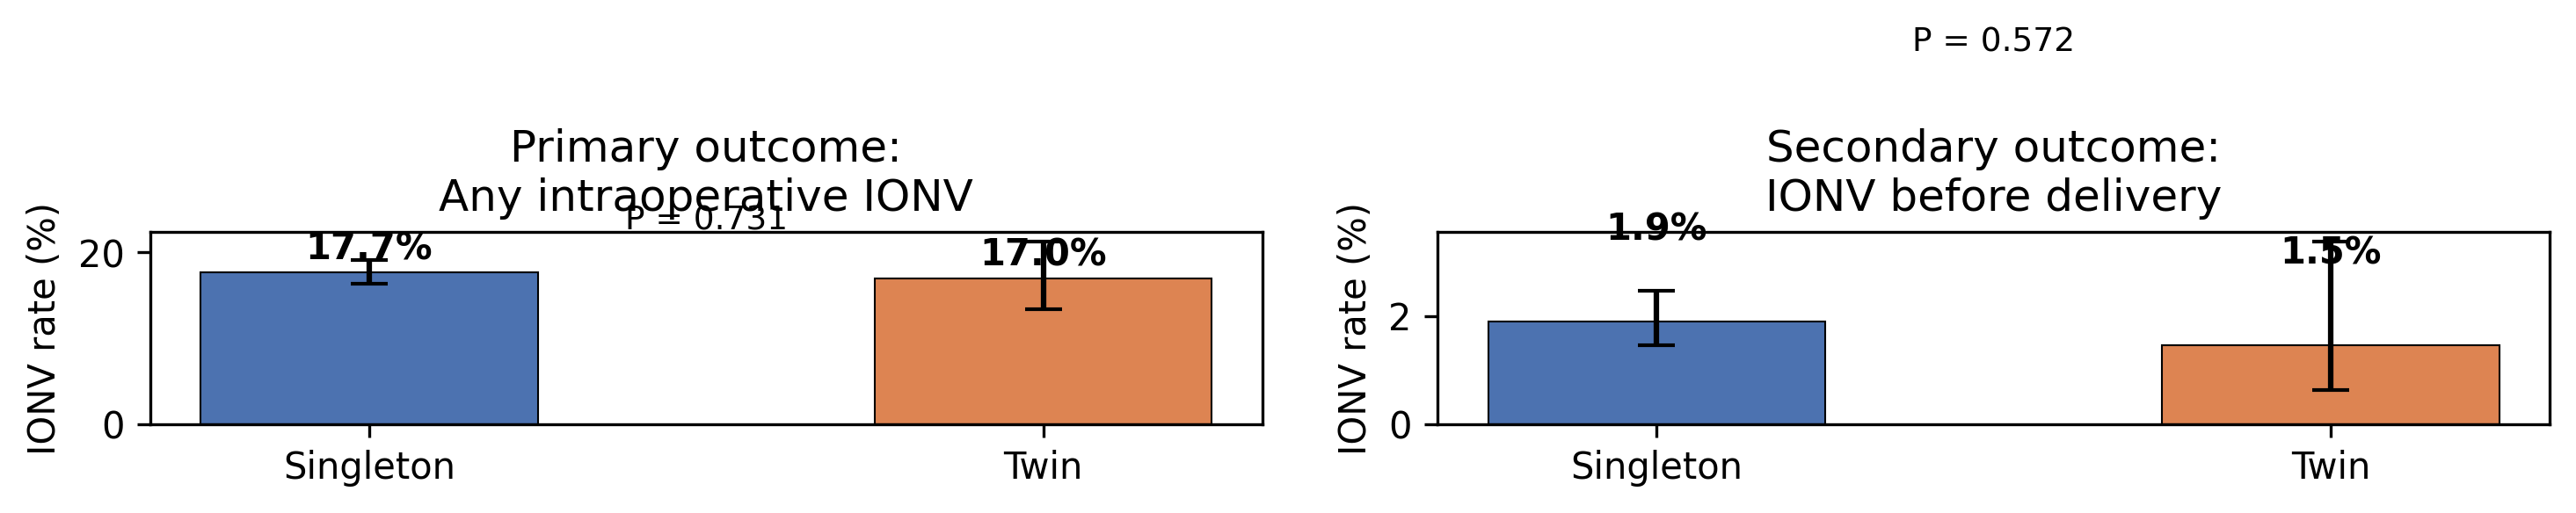 Primary outcome:
Any intraoperative IONV
P = 0.731
IONV rate (%)
20
0
17.7%
17.0%
Singleton
Twin
P = 0.572
Secondary outcome:
IONV before delivery
IONV rate (%)
2
0
1.9%
1.5%
Singleton
Twin